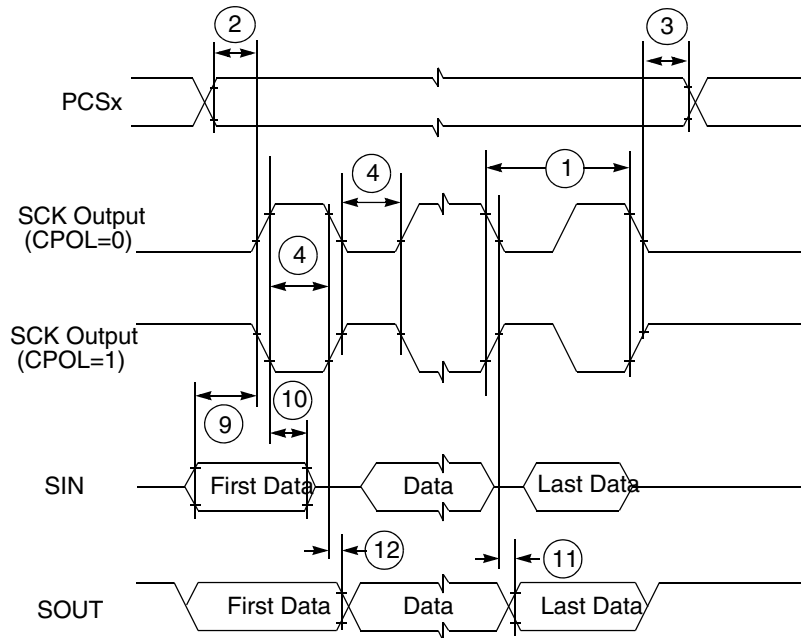 2
3
PCSx
4
1
SCK Output
(CPOL=0)
4
SCK Output
(CPOL=1)
9
10
SIN
First Data
Data
Last Data
12
11
SOUT
First Data
Data
Last Data